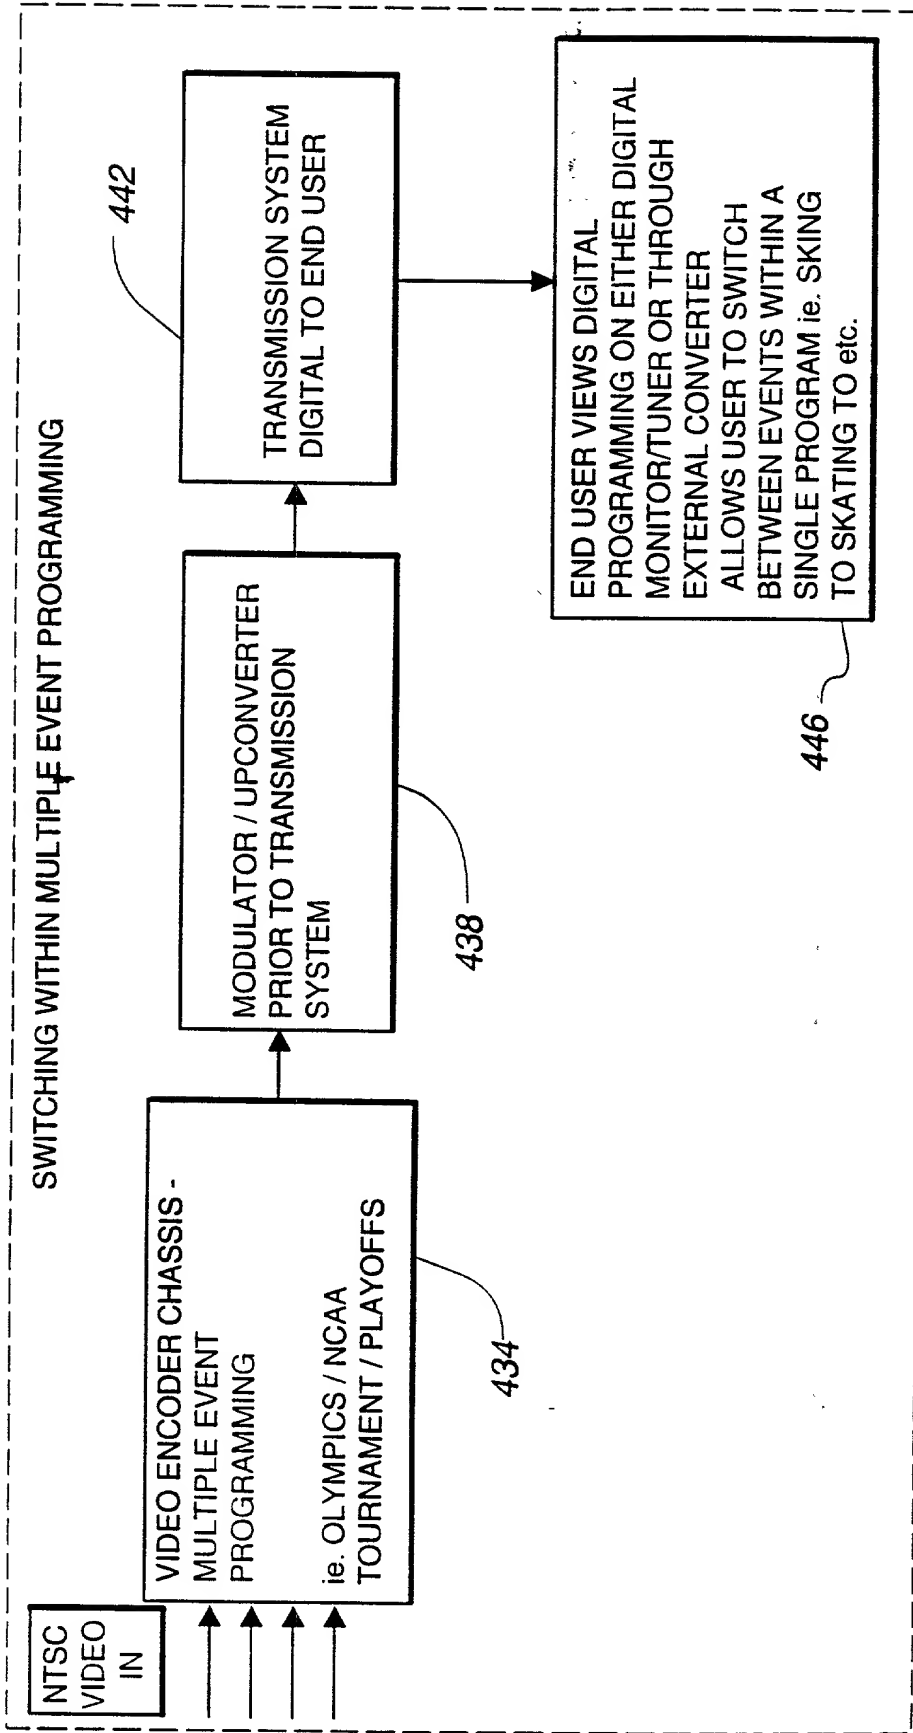 SWITCHING WITHIN MULTIPLE EVENT PROGRAMMING
NTSC
VIDEO
IN
VIDEO ENCODER CHASSIS -
MULTIPLE EVENT
PROGRAMMING
ie. OLYMPICS / NCAA
TOURNAMENT / PLAYOFFS
434
MODULATOR / UPCONVERTER
PRIOR TO TRANSMISSION
SYSTEM
438
TRANSMISSION SYSTEM
DIGITAL TO END USER
442
END USER VIEWS DIGITAL
PROGRAMMING ON EITHER DIGITAL
MONITOR/TUNER OR THROUGH
EXTERNAL CONVERTER
ALLOWS USER TO SWITCH
BETWEEN EVENTS WITHIN A
SINGLE PROGRAM ie. SKING
TO SKATING TO etc.
446